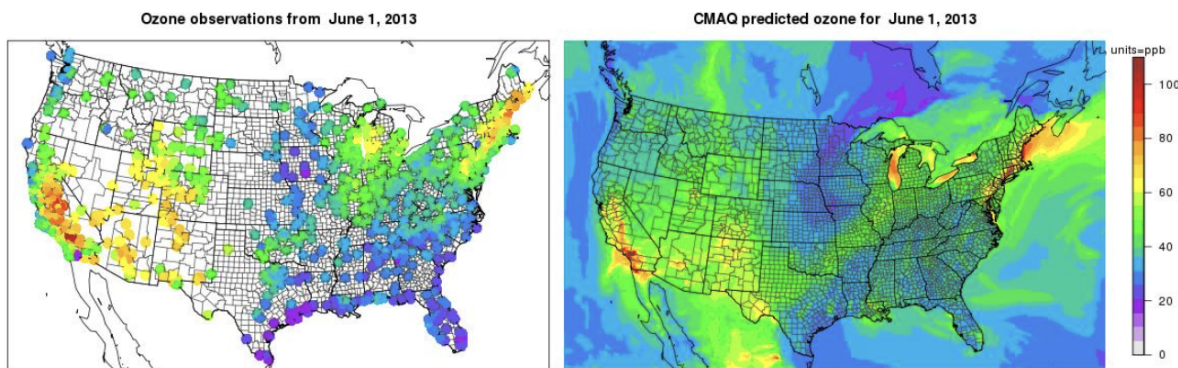 Ozone observations from June 1, 2013
CMAQ predicted ozone for June 1, 2013
units=ppb
100
80
60
40
20
0